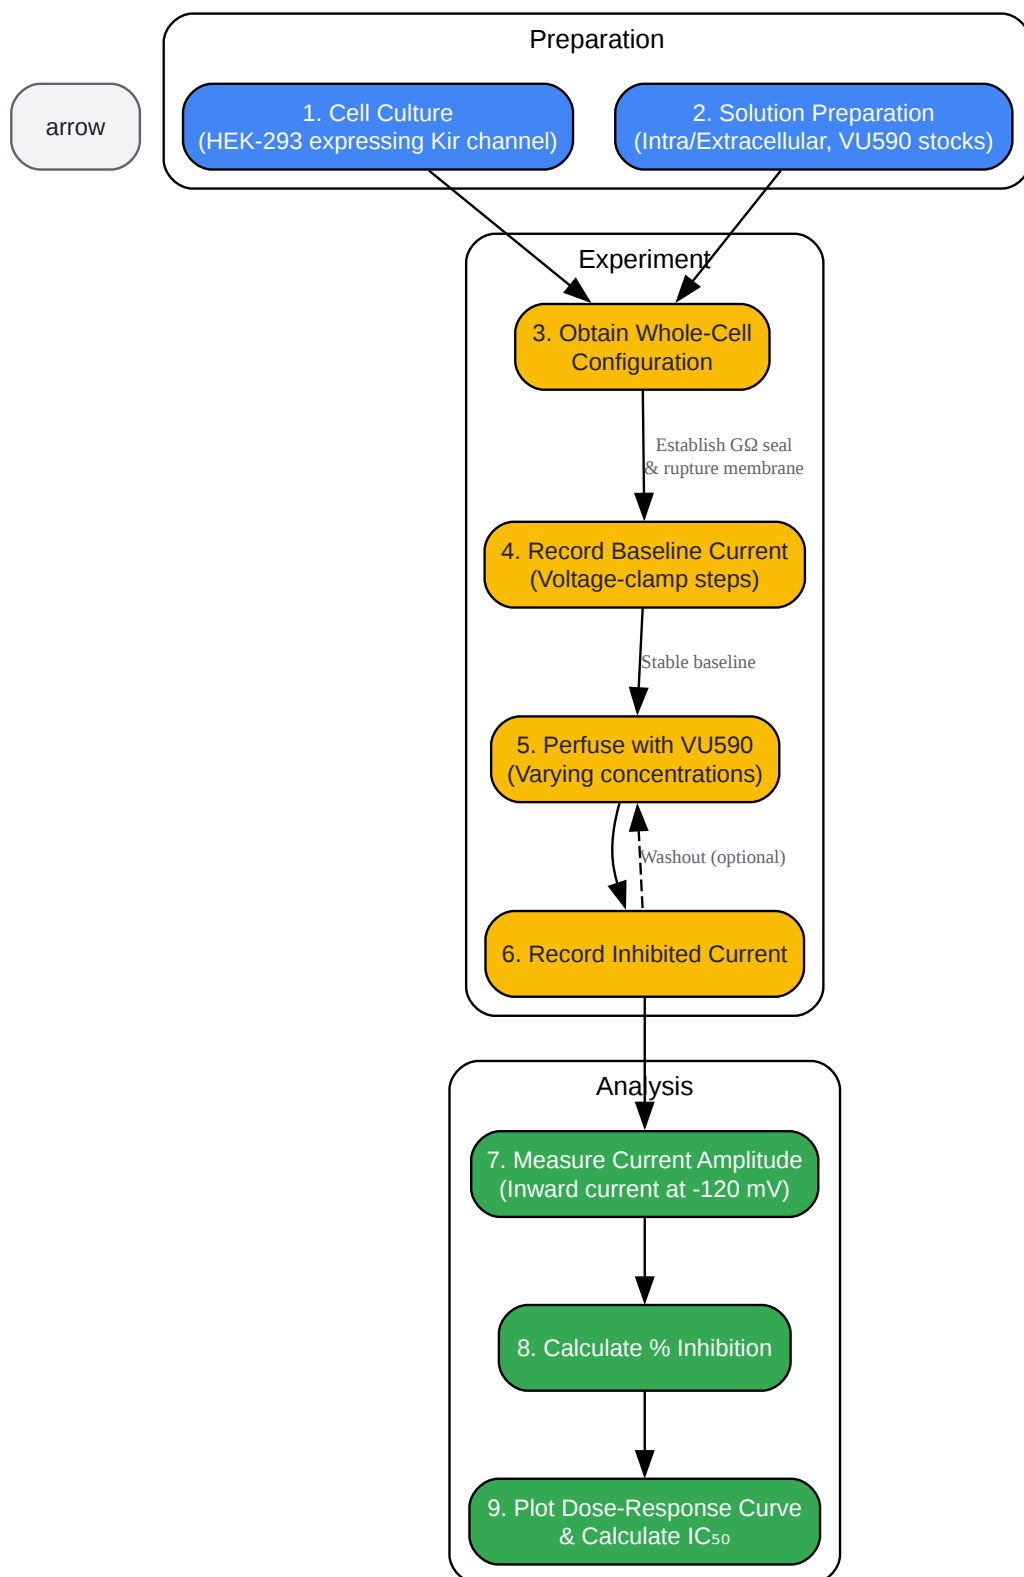 Preparation
arrow
1. Cell Culture
(HEK-293 expressing Kir channel)
2. Solution Preparation
(Intra/Extracellular, VU590 stocks)
Experiment
3. Obtain Whole-Cell
Configuration
Establish GΩ seal
& rupture membrane
4. Record Baseline Current
(Voltage-clamp steps)
Stable baseline
5. Perfuse with VU590
(Varying concentrations)
Washout (optional)
6. Record Inhibited Current
Analysis
7. Measure Current Amplitude
(Inward current at -120 mV)
8. Calculate % Inhibition
9. Plot Dose-Response Curve
& Calculate IC₅₀